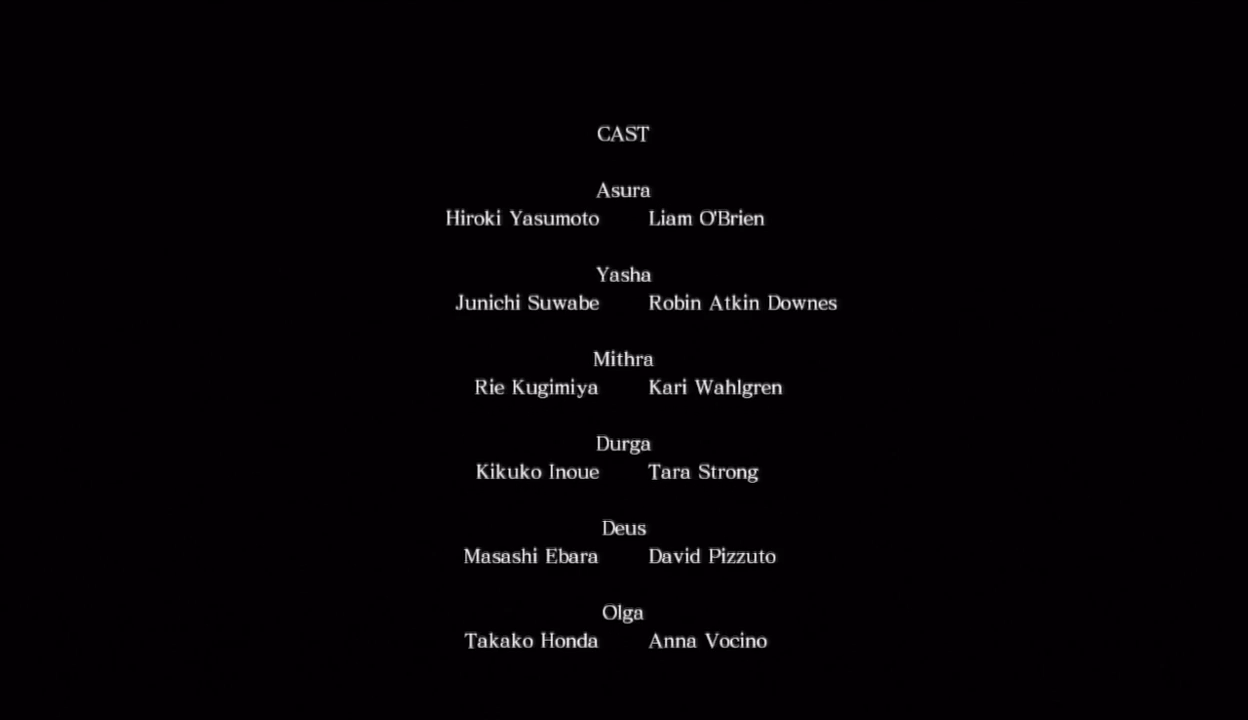 CAST
Asura
Hiroki Yasumoto Liam O'Brien
Yasha
Junichi Suwabe Robin Atkin Downes
Mithra
Rie Kugimiya Kari Wahlgren
Durga
Kikuko Inoue Tara Strong
Deus
Masashi Ebara David Pizzuto
Olga
Takako Honda Anna Vocino